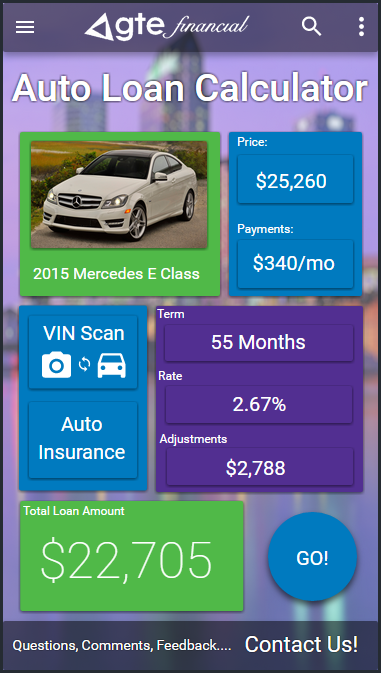 gte financial
Auto Loan Calculator
2015 Mercedes E Class
Price:
$25,260
Payments:
$340/mo
VIN Scan
Auto
Insurance
Term
55 Months
Rate
2.67%
Adjustments
$2,788
Total Loan Amount
$22,705
GO!
Questions, Comments, Feedback.... Contact Us!